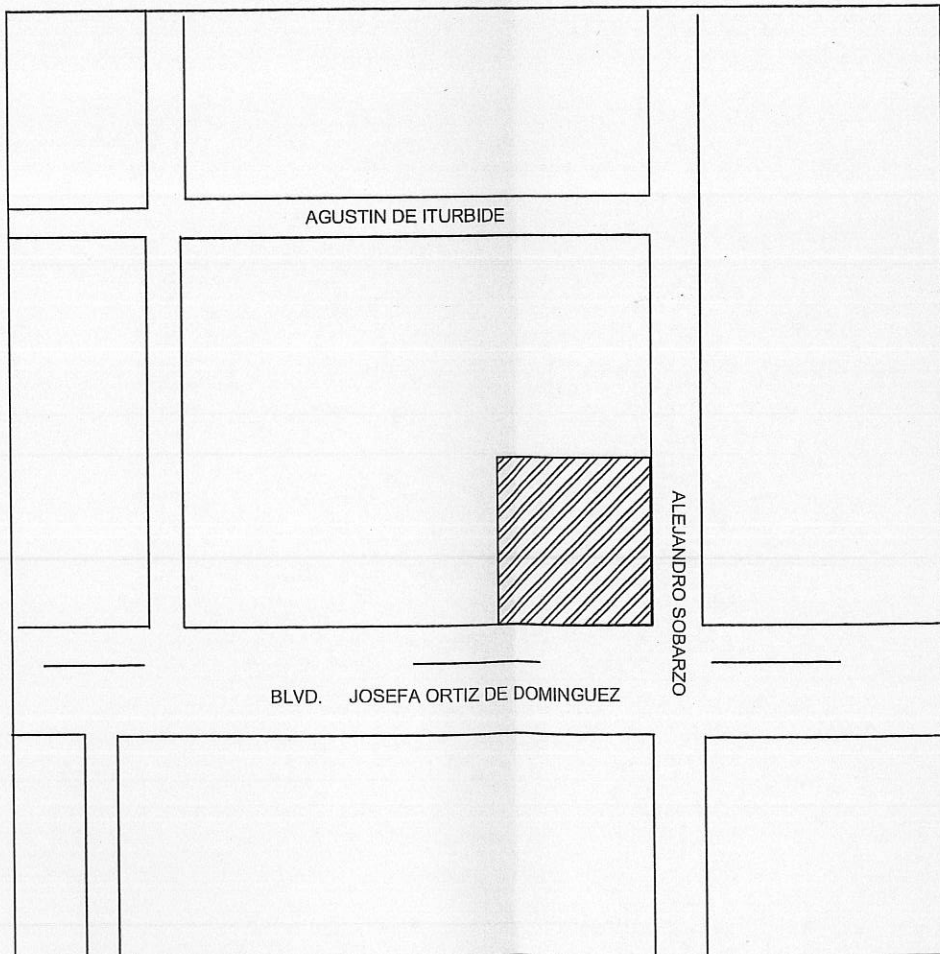 AGUSTIN DE ITURBIDE
ALEJANDRO SOBARZO
BLVD. JOSEFA ORTIZ DE DOMINGUEZ